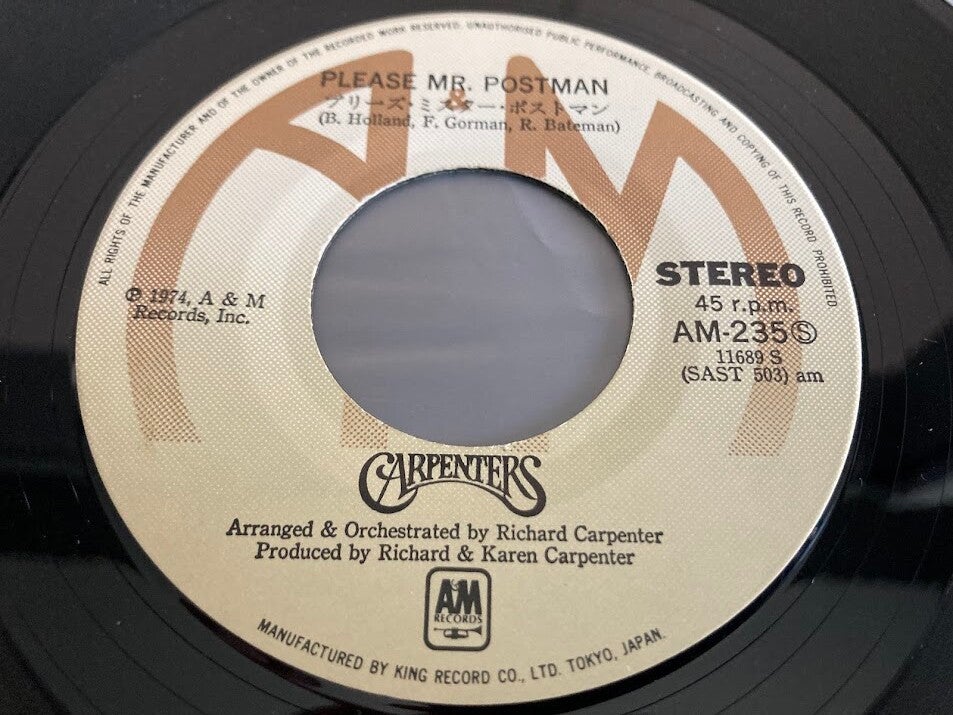 ALL RIGHTS OF THE MANUFACTURER AND OF THE OWNER OF THE RECORDED WORK RESERVED. UNAUTHORISED PUBLIC PERFORMANCE, BROADCASTING AND COPYING OF THIS RECORD PROHIBITED.
PLEASE MR. POSTMAN
プリーズ・ミスター・ポストマン
&
(B. Holland, F. Gorman, R. Bateman)
Ⓟ 1974, A & M
Records, Inc.
STEREO
45 r.p.m.
AM-235Ⓢ
11689 S
(SAST 503) am
CARPENTERS
Arranged & Orchestrated by Richard Carpenter
Produced by Richard & Karen Carpenter
A&M
RECORDS
MANUFACTURED BY KING RECORD CO., LTD. TOKYO, JAPAN.